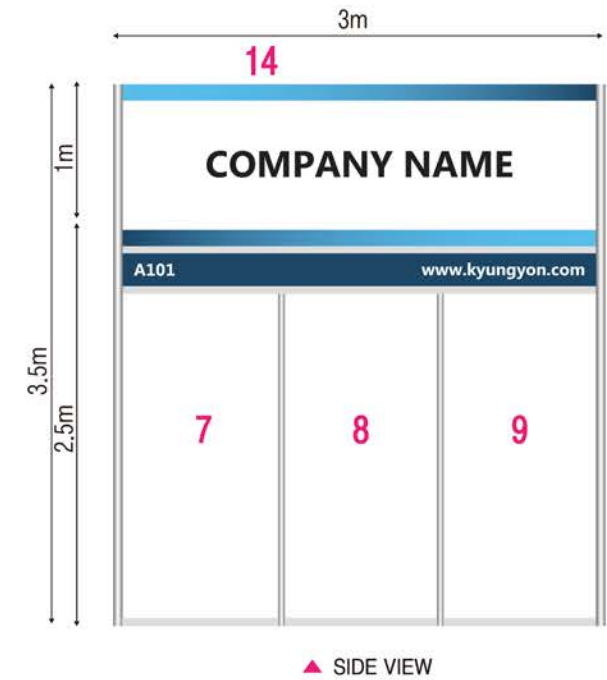 3m
14
1m
COMPANY NAME
A101 www.kyungyon.com
3.5m
2.5m
7 8 9
▲ SIDE VIEW